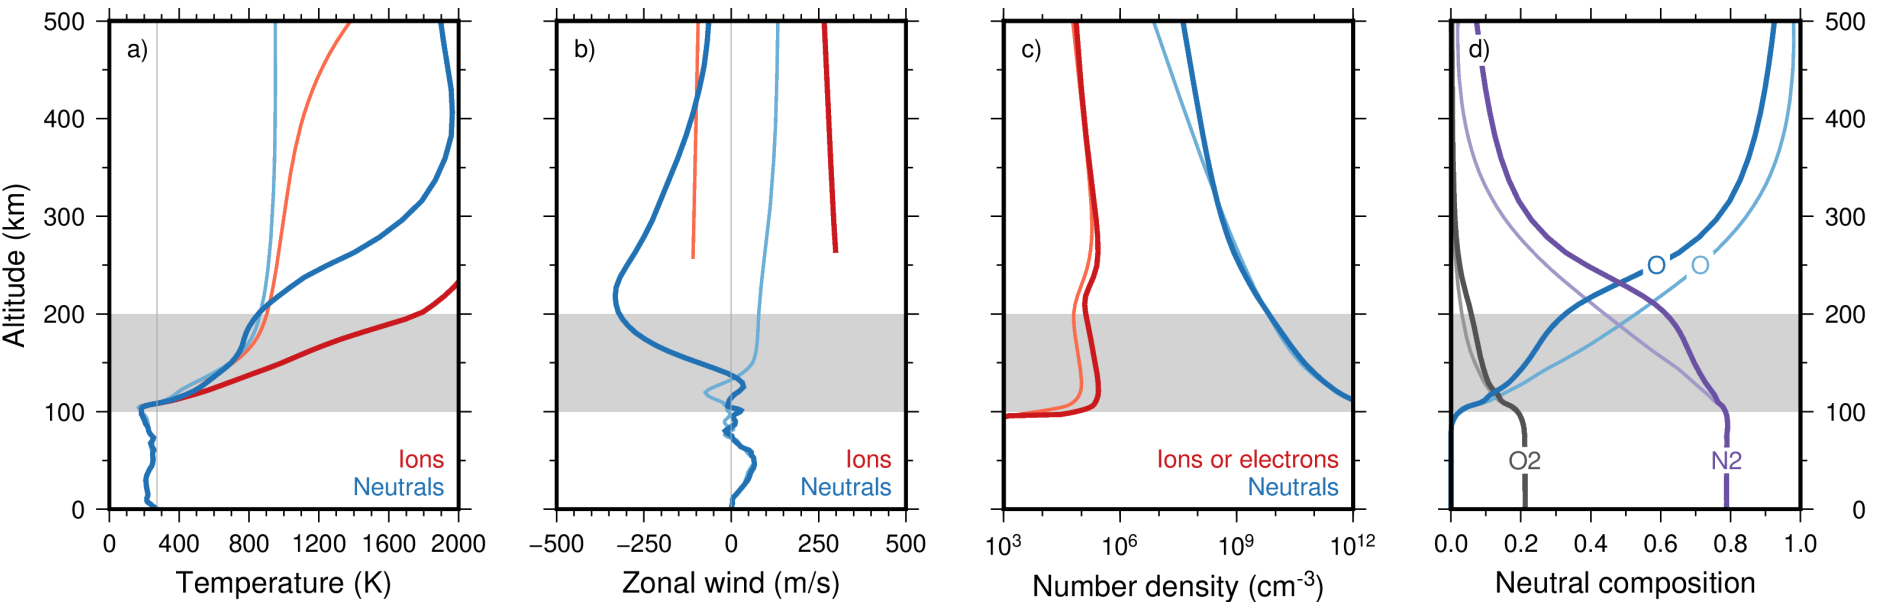 500
400
300
200
100
0
Altitude (km)
a)
Ions
Neutrals
0 400 800 1200 1600 2000
Temperature (K)
b)
Ions
Neutrals
−500 −250 0 250 500
Zonal wind (m/s)
c)
Ions or electrons
Neutrals
10³ 10⁶ 10⁹ 10¹²
Number density (cm⁻³)
d)
O O
O2 N2
0.0 0.2 0.4 0.6 0.8 1.0
Neutral composition
500
400
300
200
100
0